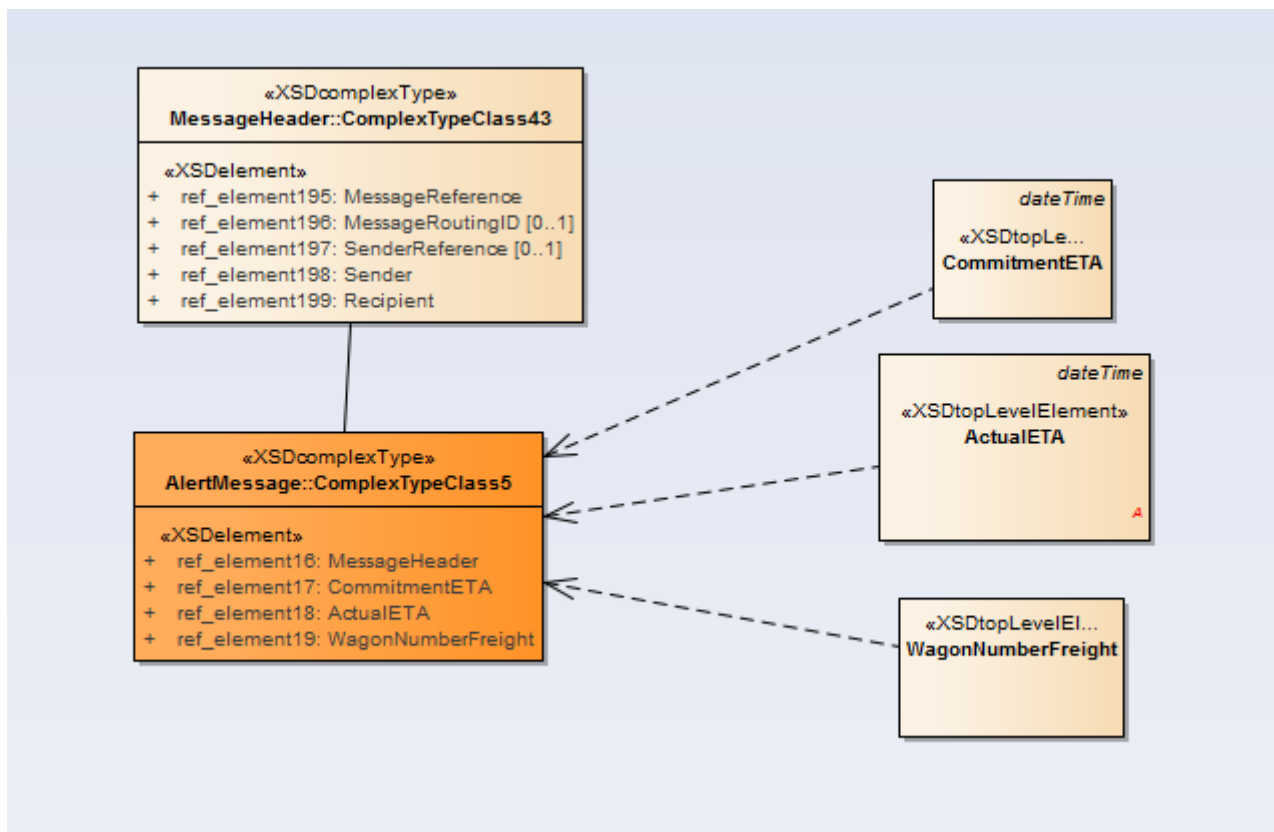 «XSDcomplexType»
MessageHeader::ComplexTypeClass43
«XSDelement»
+ ref_element195: MessageReference
+ ref_element196: MessageRoutingID [0..1]
+ ref_element197: SenderReference [0..1]
+ ref_element198: Sender
+ ref_element199: Recipient
dateTime
«XSDtopLe...
CommitmentETA
dateTime
«XSDtopLevelElement»
ActualETA
A
«XSDcomplexType»
AlertMessage::ComplexTypeClass5
«XSDelement»
+ ref_element16: MessageHeader
+ ref_element17: CommitmentETA
+ ref_element18: ActualETA
+ ref_element19: WagonNumberFreight
«XSDtopLevelEl...
WagonNumberFreight